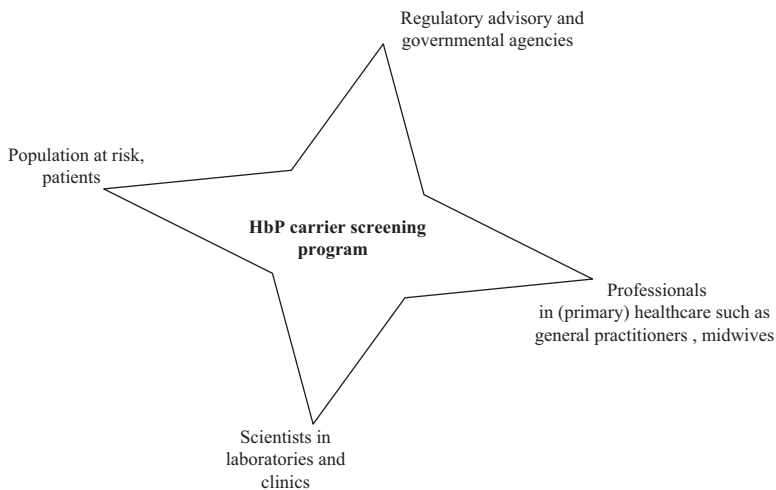 Regulatory advisory and
governmental agencies
Population at risk,
patients
HbP carrier screening
program
Professionals
in (primary) healthcare such as
general practitioners , midwives
Scientists in
laboratories and
clinics